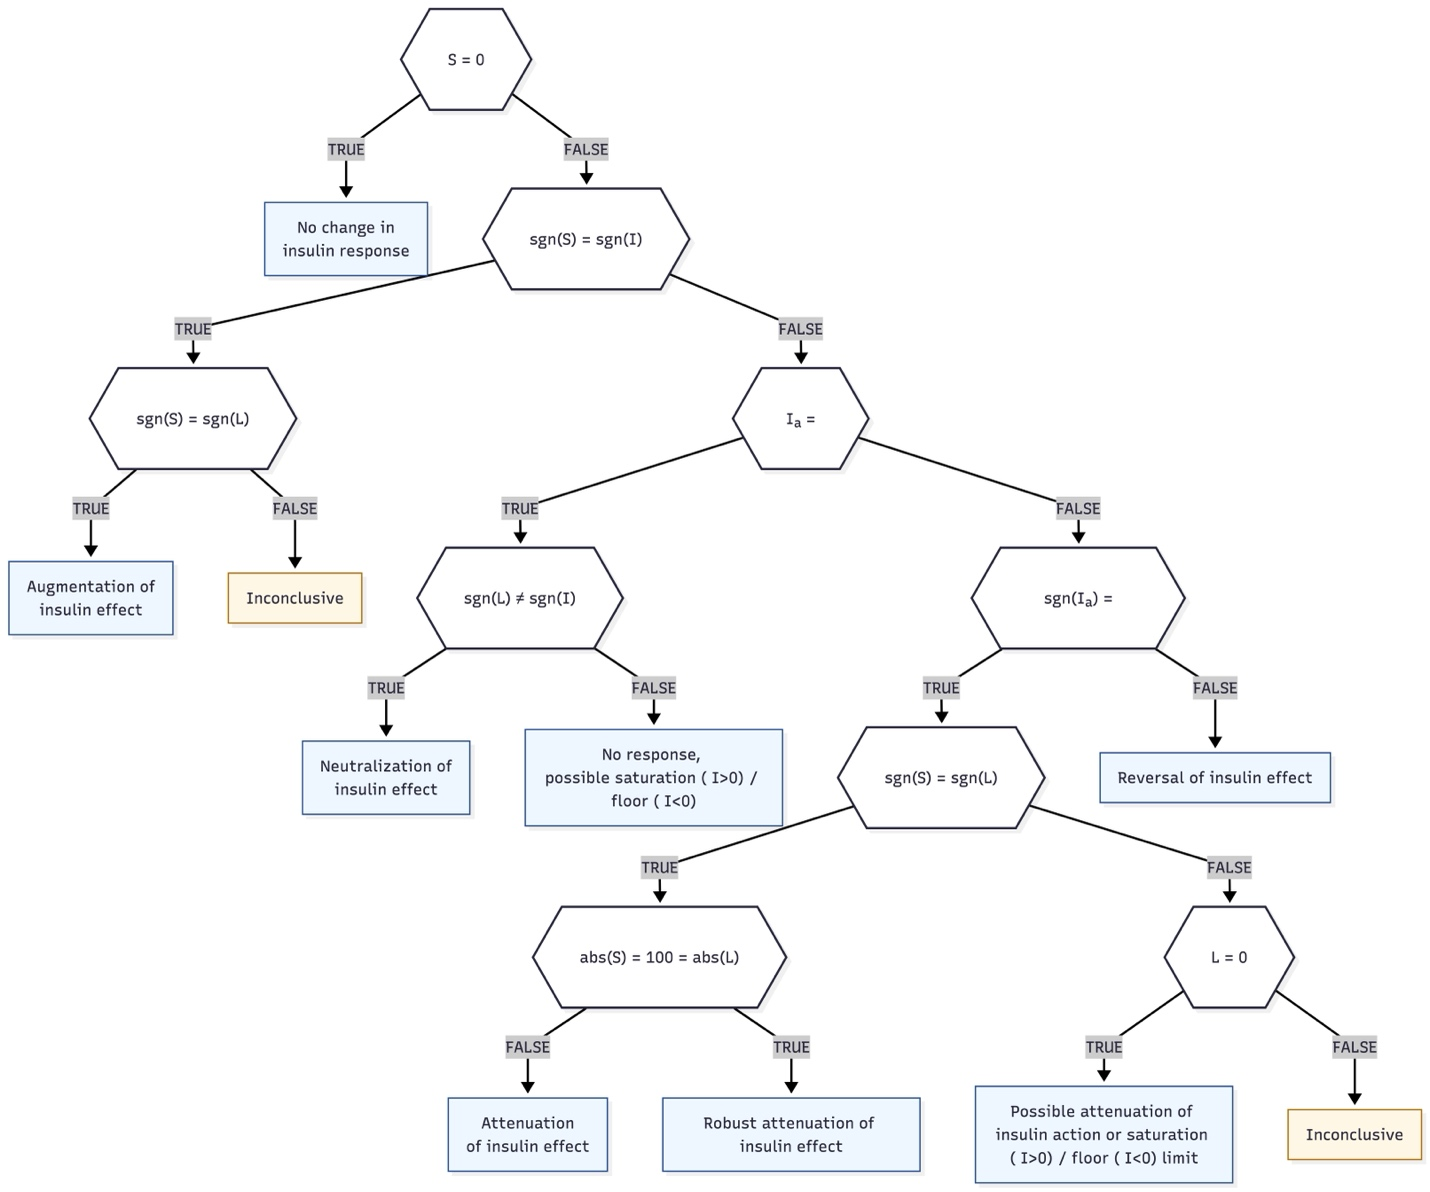 S = 0
TRUE
FALSE
No change in
insulin response
sgn(S) = sgn(I)
TRUE
FALSE
sgn(S) = sgn(L)
Iₐ =
TRUE
FALSE
TRUE
FALSE
Augmentation of
insulin effect
Inconclusive
sgn(L) ≠ sgn(I)
sgn(Iₐ) =
TRUE
FALSE
TRUE
FALSE
Neutralization of
insulin effect
No response,
possible saturation ( I>0) /
floor ( I<0)
sgn(S) = sgn(L)
Reversal of insulin effect
TRUE
FALSE
abs(S) = 100 = abs(L)
L = 0
FALSE
TRUE
TRUE
FALSE
Attenuation
of insulin effect
Robust attenuation of
insulin effect
Possible attenuation of
insulin action or saturation
( I>0) / floor ( I<0) limit
Inconclusive